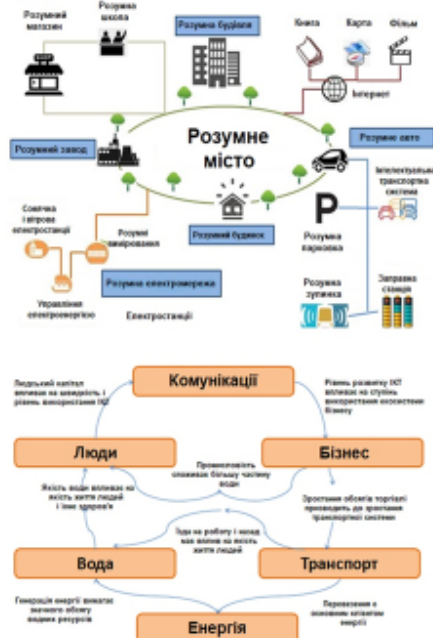 Розумний
магазин
Розумна
школа
Розумна будівля
Книга
Карта
Фільм
Інтернет
Розумний завод
Розумне
місто
Розумне авто
Інтелектуальна
транспортна
система
Сонячна
і вітрова
електростанції
Розумні
вимірювання
Розумний будинок
P
Розумна
парковка
Розумна електромережа
Управління
електроенергією
Електростанції
Розумна
зупинка
Заправна
станція
Комунікації
Людський капітал
впливає на швидкість і
рівень використання ІКТ
Рівень розвитку ІКТ
впливає на ступінь
використання екосистеми
бізнесу
Люди
Бізнес
Промисловість
споживає більшу частину
води
Якість води впливає на
якість життя людей
і їхнє здоров'я
Зростання обсягів торгівлі
призводить до зростання
транспортної системи
Їзда на роботу і назад
має вплив на якість
життя людей
Вода
Транспорт
Генерація енергії вимагає
значного обсягу
водних ресурсів
Перевезення є
основним клієнтом
енергії
Енергія